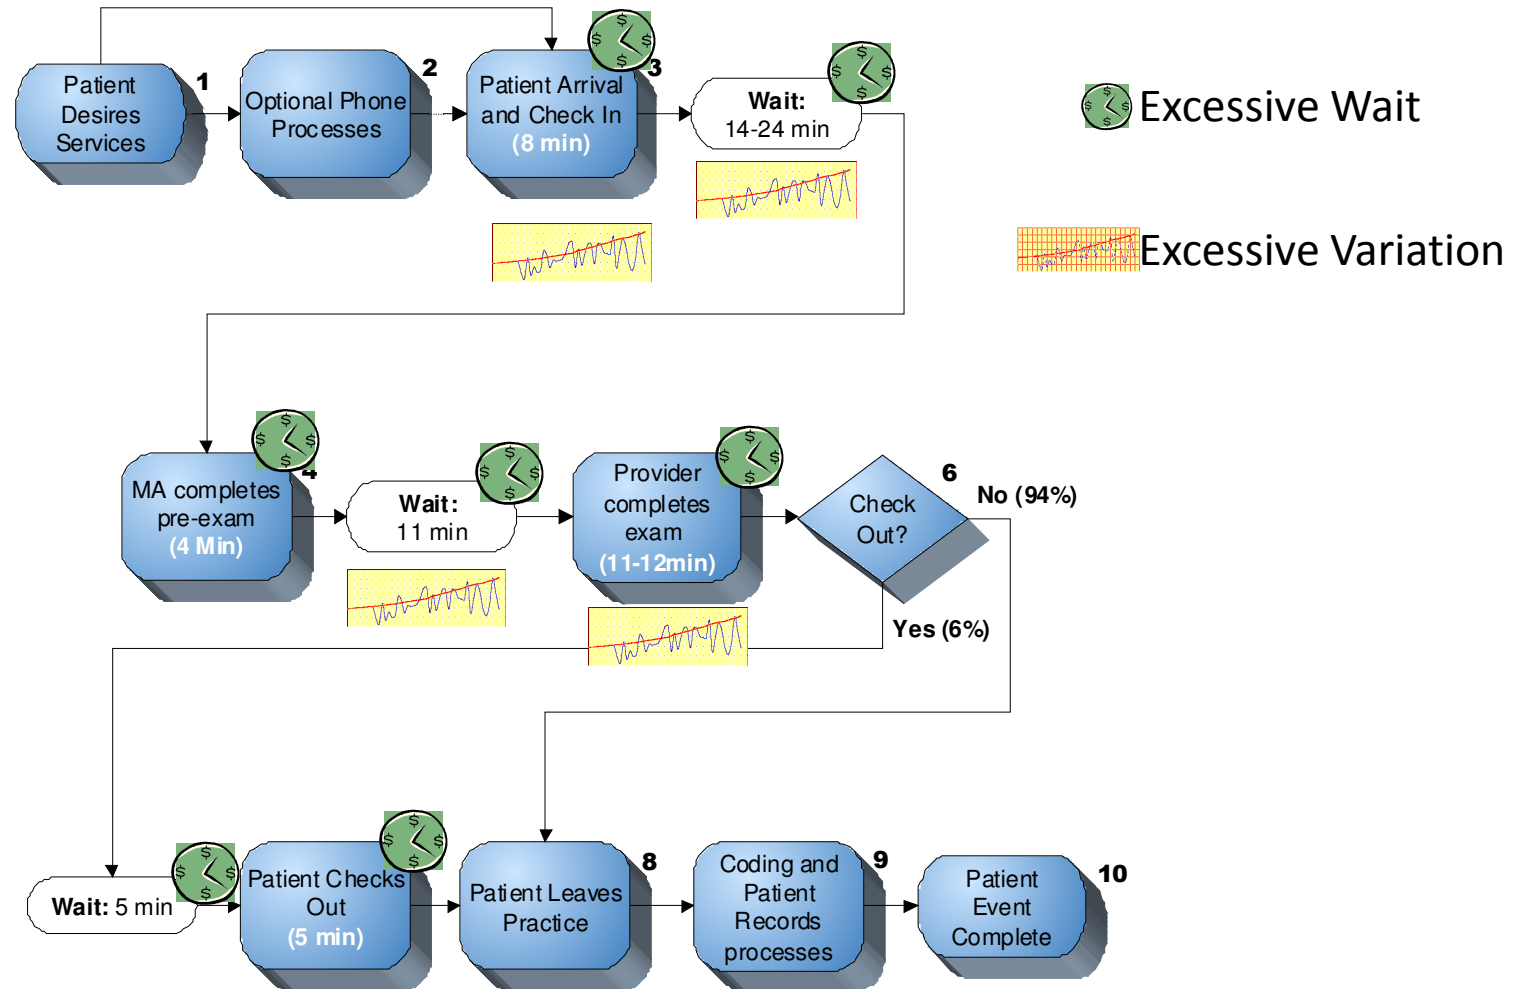 Patient
Desires
Services
1
Optional Phone
Processes
2
Patient Arrival
and Check In
(8 min)
3
Wait:
14-24 min
Excessive Wait
Excessive Variation
MA completes
pre-exam
(4 Min)
4
Wait:
11 min
Provider
completes
exam
(11-12min)
Check
Out?
6
No (94%)
Yes (6%)
Wait: 5 min
Patient Checks
Out
(5 min)
Patient Leaves
Practice
8
Coding and
Patient
Records
processes
9
Patient
Event
Complete
10